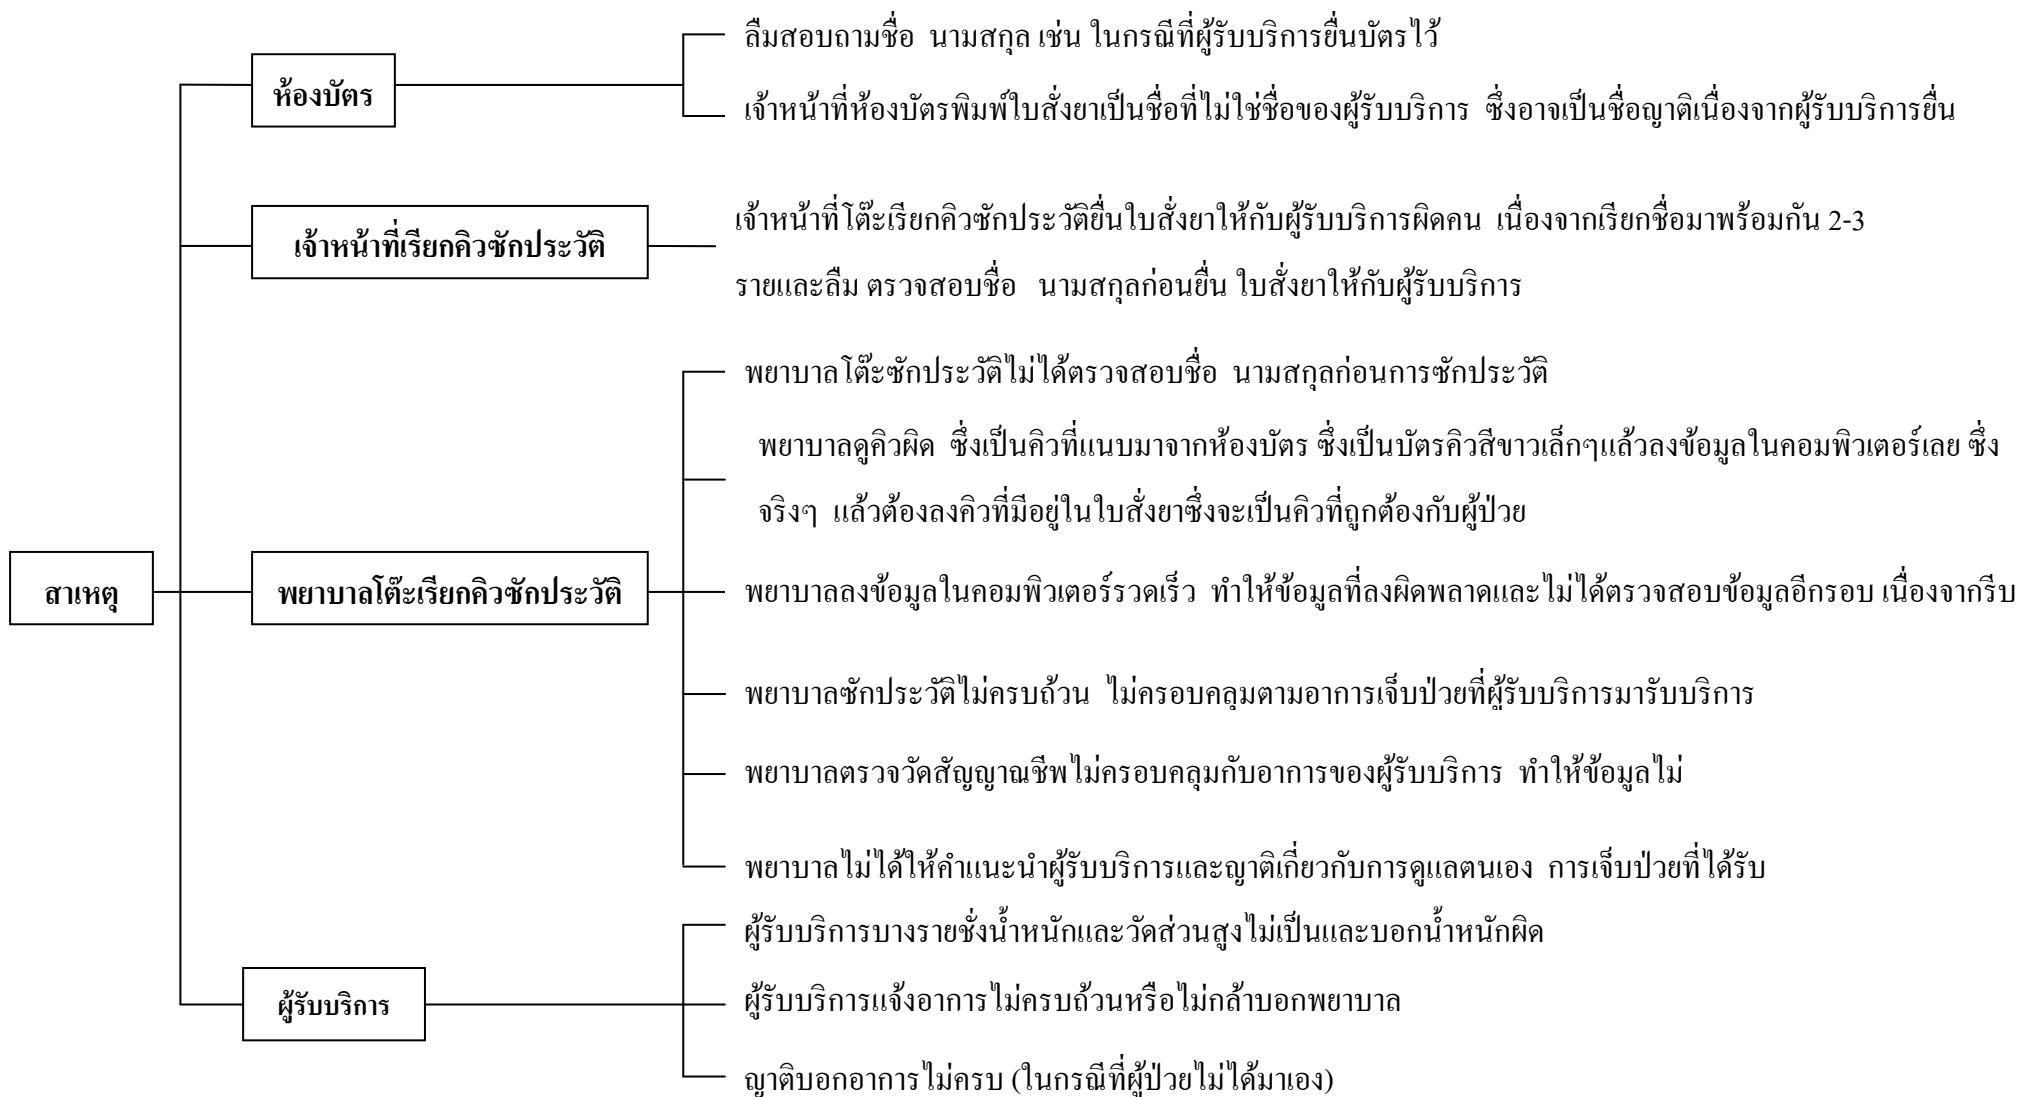 ลืมสอบถามชื่อ นามสกุล เช่น ในกรณีที่ผู้รับบริการยื่นบัตรไว้
ห้องบัตร
เจ้าหน้าที่ห้องบัตรพิมพ์ใบสั่งยาเป็นชื่อที่ไม่ใช่ชื่อของผู้รับบริการ ซึ่งอาจเป็นชื่อญาติเนื่องจากผู้รับบริการยื่น
เจ้าหน้าที่เรียกคิวซักประวัติ
เจ้าหน้าที่โต๊ะเรียกคิวซักประวัติยื่นใบสั่งยาให้กับผู้รับบริการผิดคน เนื่องจากเรียกชื่อมาพร้อมกัน 2-3
รายและลืม ตรวจสอบชื่อ นามสกุลก่อนยื่น ใบสั่งยาให้กับผู้รับบริการ
พยาบาลโต๊ะซักประวัติไม่ได้ตรวจสอบชื่อ นามสกุลก่อนการซักประวัติ
พยาบาลดูคิวผิด ซึ่งเป็นคิวที่แนบมาจากห้องบัตร ซึ่งเป็นบัตรคิวสีขาวเล็กๆแล้วลงข้อมูลในคอมพิวเตอร์เลย ซึ่ง
จริงๆ แล้วต้องลงคิวที่มีอยู่ในใบสั่งยาซึ่งจะเป็นคิวที่ถูกต้องกับผู้ป่วย
สาเหตุ
พยาบาลโต๊ะเรียกคิวซักประวัติ
พยาบาลลงข้อมูลในคอมพิวเตอร์รวดเร็ว ทำให้ข้อมูลที่ลงผิดพลาดและไม่ได้ตรวจสอบข้อมูลอีกรอบ เนื่องจากรีบ
พยาบาลซักประวัติไม่ครบถ้วน ไม่ครอบคลุมตามอาการเจ็บป่วยที่ผู้รับบริการมารับบริการ
พยาบาลตรวจวัดสัญญาณชีพไม่ครอบคลุมกับอาการของผู้รับบริการ ทำให้ข้อมูลไม่
พยาบาลไม่ได้ให้คำแนะนำผู้รับบริการและญาติเกี่ยวกับการดูแลตนเอง การเจ็บป่วยที่ได้รับ
ผู้รับบริการบางรายชั่งน้ำหนักและวัดส่วนสูงไม่เป็นและบอกน้ำหนักผิด
ผู้รับบริการ
ผู้รับบริการแจ้งอาการไม่ครบถ้วนหรือไม่กล้าบอกพยาบาล
ญาติบอกอาการไม่ครบ (ในกรณีที่ผู้ป่วยไม่ได้มาเอง)